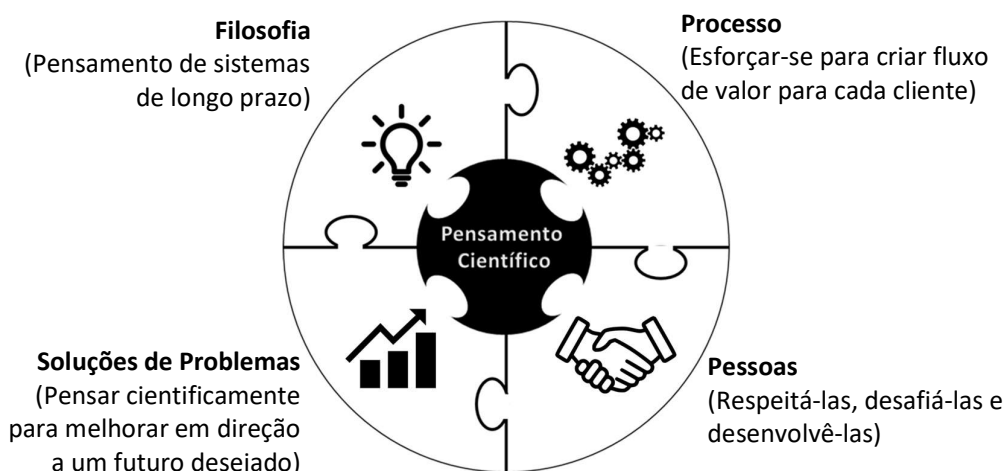 Filosofia
(Pensamento de sistemas
de longo prazo)
Processo
(Esforçar-se para criar fluxo
de valor para cada cliente)
Pensamento
Científico
Soluções de Problemas
(Pensar cientificamente
para melhorar em direção
a um futuro desejado)
Pessoas
(Respeitá-las, desafiá-las e
desenvolvê-las)